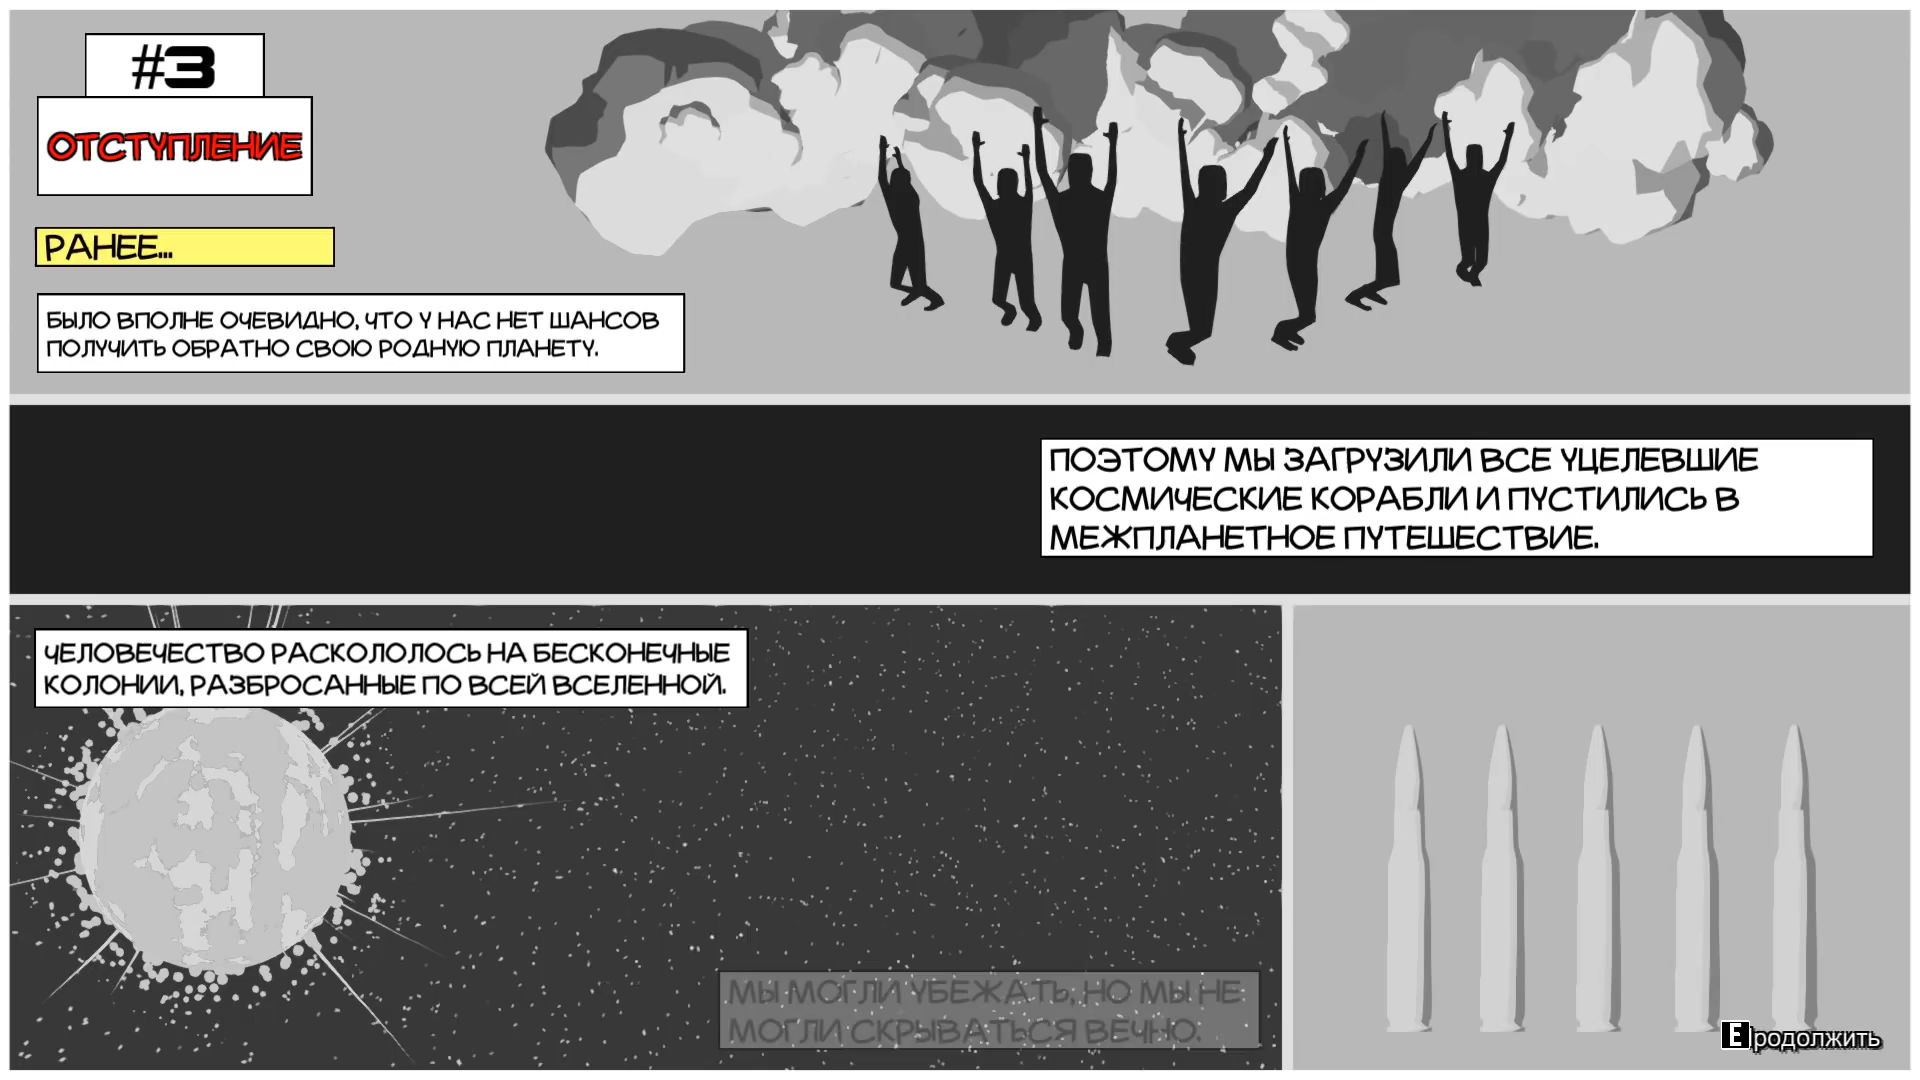 #3
ОТСТУПЛЕНИЕ
РАНЕЕ...
БЫЛО ВПОЛНЕ ОЧЕВИДНО, ЧТО У НАС НЕТ ШАНСОВ
ПОЛУЧИТЬ ОБРАТНО СВОЮ РОДНУЮ ПЛАНЕТУ.
ПОЭТОМУ МЫ ЗАГРУЗИЛИ ВСЕ УЦЕЛЕВШИЕ
КОСМИЧЕСКИЕ КОРАБЛИ И ПУСТИЛИСЬ В
МЕЖПЛАНЕТНОЕ ПУТЕШЕСТВИЕ.
ЧЕЛОВЕЧЕСТВО РАСКОЛОЛОСЬ НА БЕСКОНЕЧНЫЕ
КОЛОНИИ, РАЗБРОСАННЫЕ ПО ВСЕЙ ВСЕЛЕННОЙ.
МЫ МОГЛИ УБЕЖАТЬ, НО МЫ НЕ
МОГЛИ СКРЫВАТЬСЯ ВЕЧНО.
E родолжить